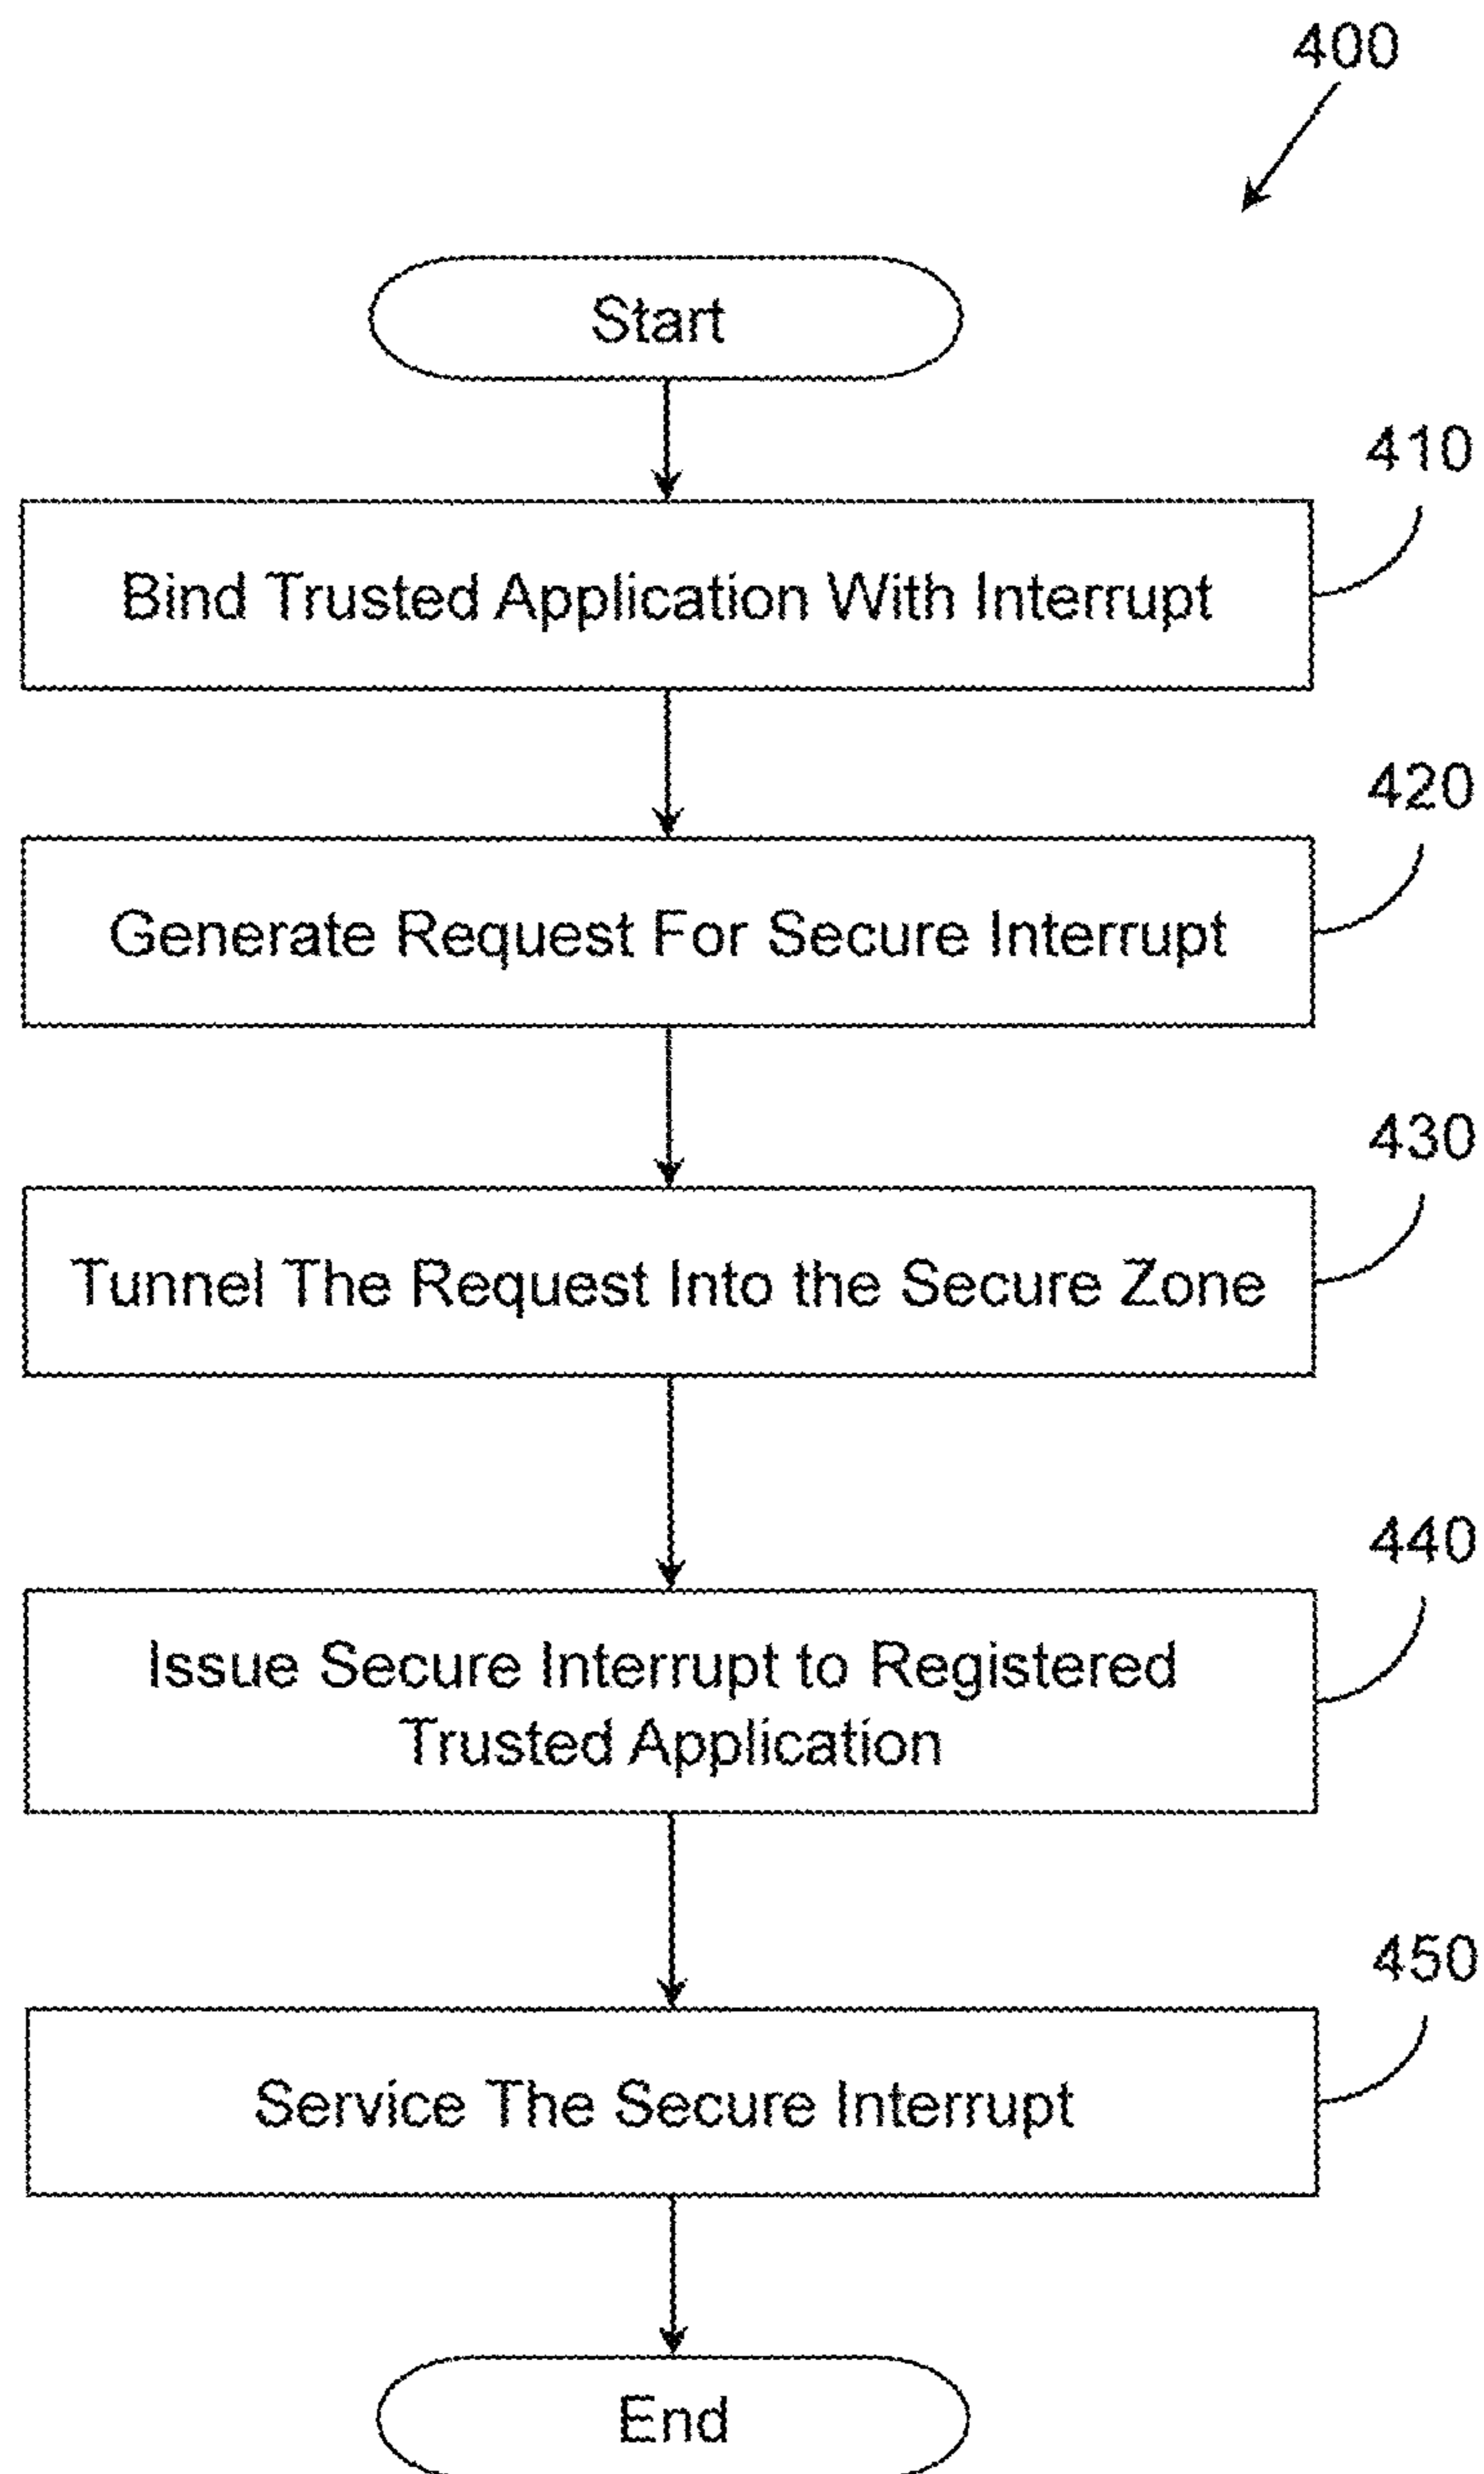 400
Start
410
Bind Trusted Application With Interrupt
420
Generate Request For Secure Interrupt
430
Tunnel The Request Into the Secure Zone
440
Issue Secure Interrupt to Registered
Trusted Application
450
Service The Secure Interrupt
End